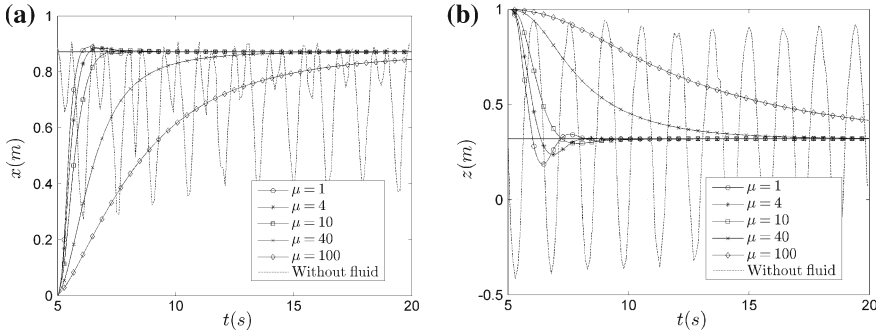 (a)
1
0.8
0.6
0.4
0.2
0
5
10
15
20
x(m)
t(s)
μ = 1
μ = 4
μ = 10
μ = 40
μ = 100
Without fluid
(b)
1
0.5
0
-0.5
5
10
15
20
z(m)
t(s)
μ = 1
μ = 4
μ = 10
μ = 40
μ = 100
Without fluid